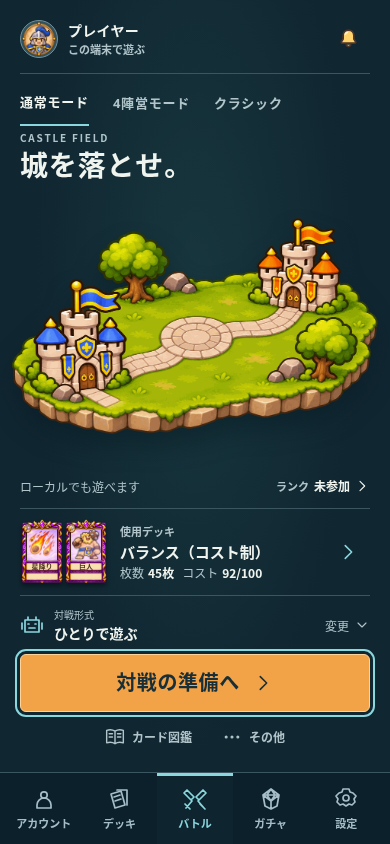 プレイヤー
この端末で遊ぶ
通常モード 4陣営モード クラシック
CASTLE FIELD
城を落とせ。
ローカルでも遊べます ランク 未参加
使用デッキ
バランス（コスト制）
枚数 45枚 コスト 92/100
巨人
対戦形式
ひとりで遊ぶ
変更
対戦の準備へ
カード図鑑 その他
アカウント デッキ バトル ガチャ 設定